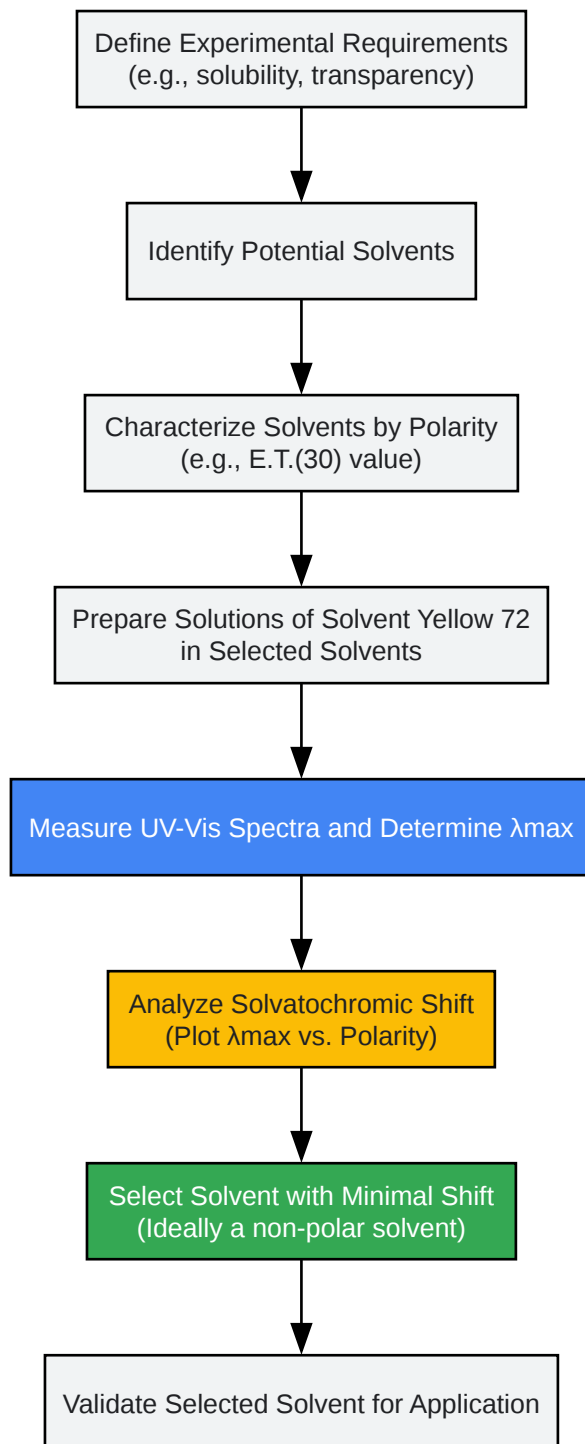 Define Experimental Requirements
(e.g., solubility, transparency)
Identify Potential Solvents
Characterize Solvents by Polarity
(e.g., E.T.(30) value)
Prepare Solutions of Solvent Yellow 72
in Selected Solvents
Measure UV-Vis Spectra and Determine λmax
Analyze Solvatochromic Shift
(Plot λmax vs. Polarity)
Select Solvent with Minimal Shift
(Ideally a non-polar solvent)
Validate Selected Solvent for Application